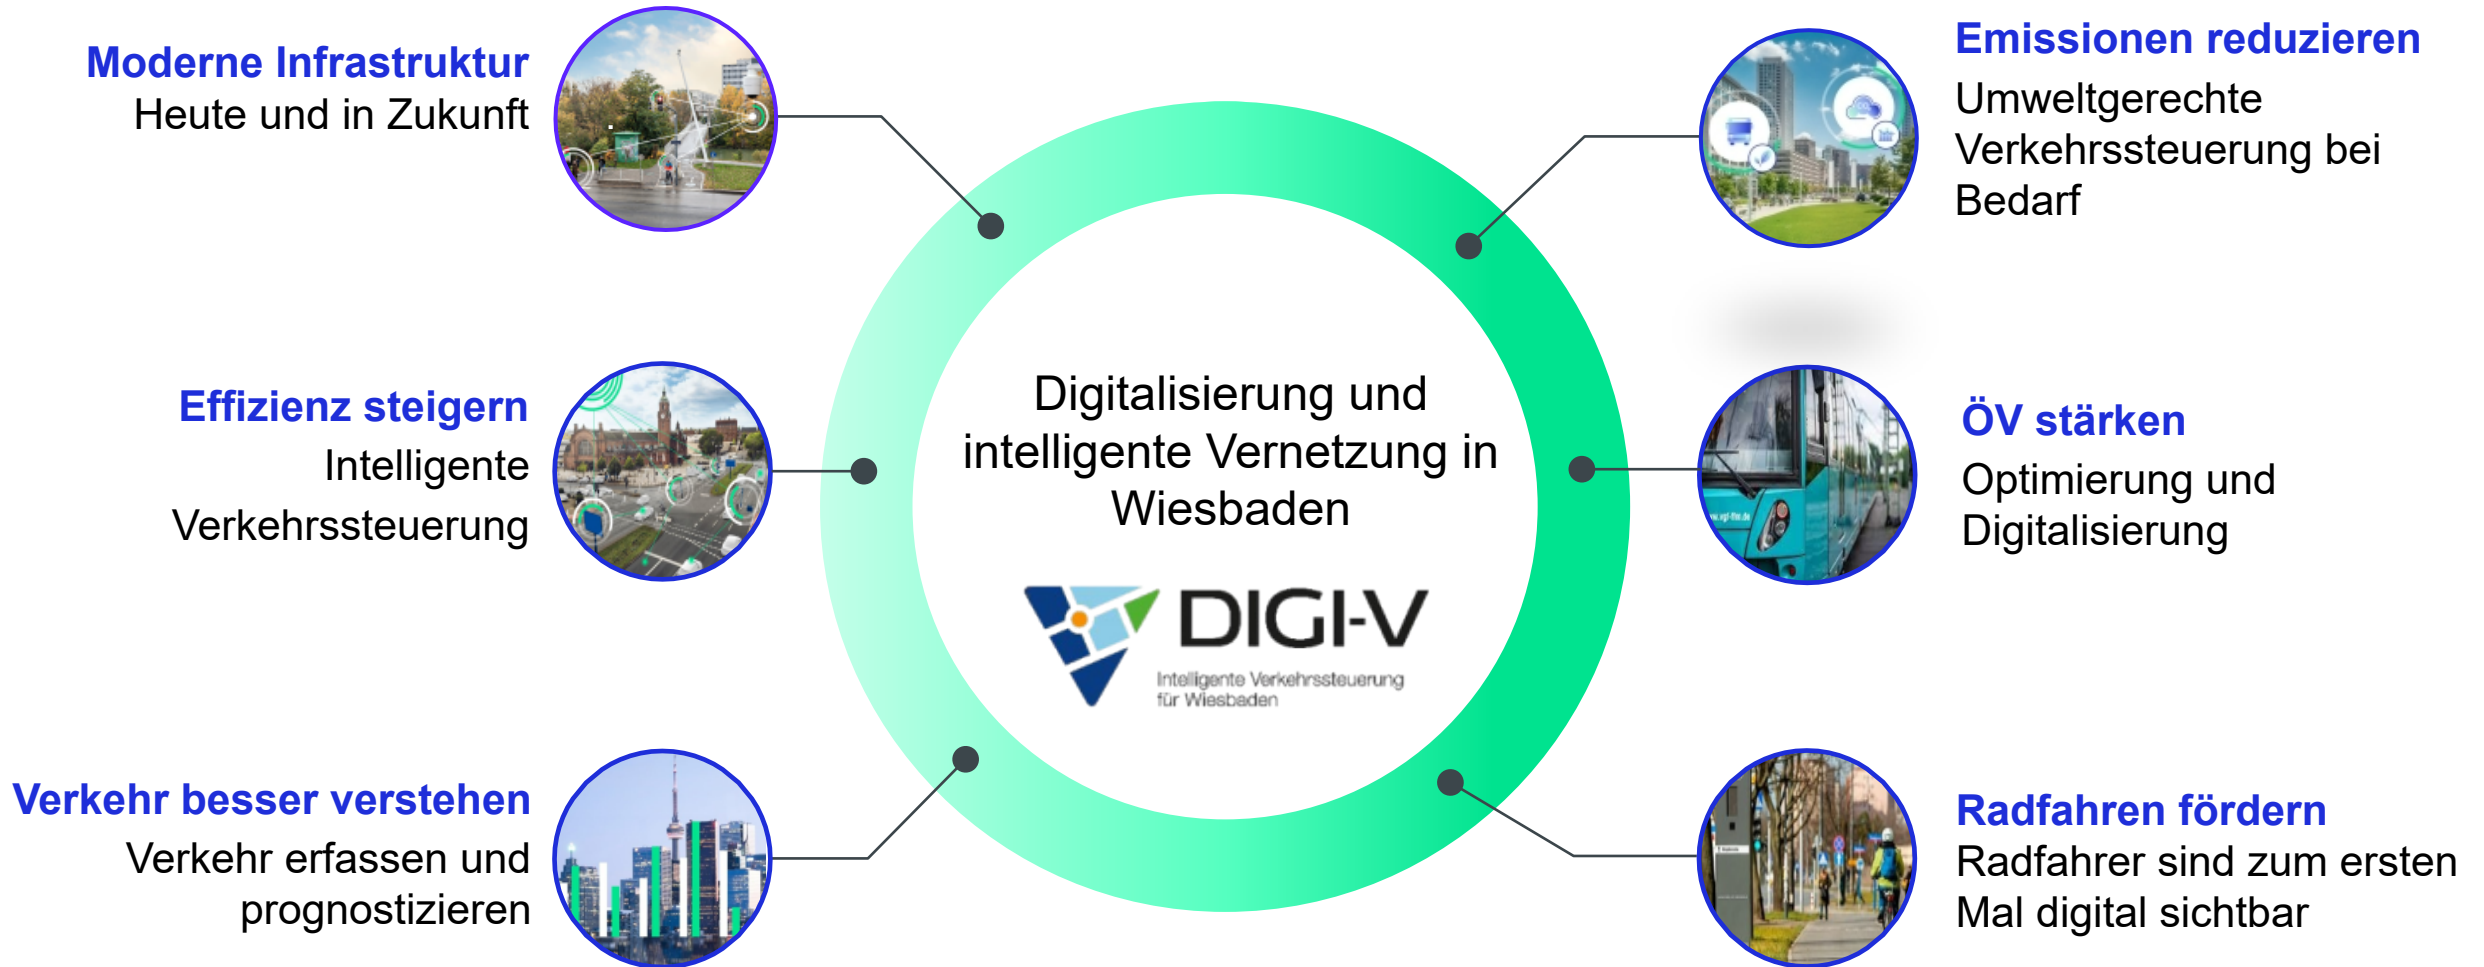 Moderne Infrastruktur
Heute und in Zukunft
Effizienz steigern
Intelligente
Verkehrssteuerung
Verkehr besser verstehen
Verkehr erfassen und
prognostizieren
Digitalisierung und
intelligente Vernetzung in
Wiesbaden
DIGI-V
Intelligente Verkehrssteuerung
für Wiesbaden
Emissionen reduzieren
Umweltgerechte
Verkehrssteuerung bei
Bedarf
ÖV stärken
Optimierung und
Digitalisierung
Radfahren fördern
Radfahrer sind zum ersten
Mal digital sichtbar